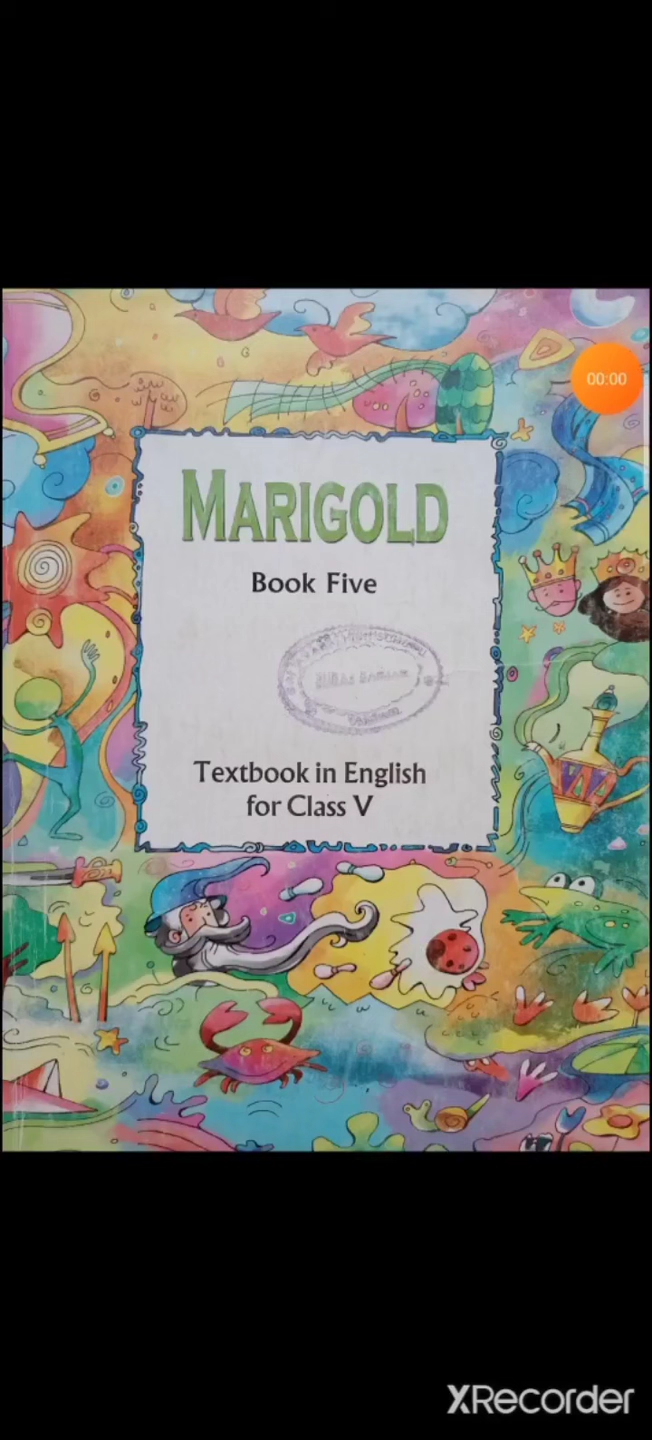 00:00
MARIGOLD
Book Five
Textbook in English
for Class V
XRecorder